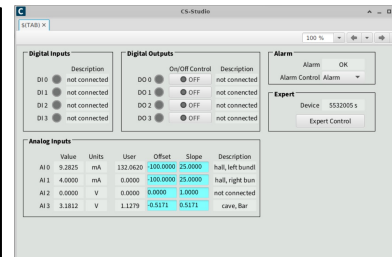 CS-Studio
$(TAB) ×
100 %
Digital Inputs
Description
DI 0 not connected
DI 1 not connected
DI 2 not connected
DI 3 not connected
Digital Outputs
On/Off Control Description
DO 0 OFF not connected
DO 1 OFF not connected
DO 2 OFF not connected
DO 3 OFF not connected
Alarm
Alarm OK
Alarm Control Alarm
Expert
Device 5532005 s
Expert Control
Analog Inputs
Value Units User Offset Slope Description
AI 0 9.2825 mA 132.0620 -100.0000 25.0000 hall, left bundl
AI 1 4.0000 mA 0.0000 -100.0000 25.0000 hall, right bun
AI 2 0.0000 V 0.0000 0.0000 1.0000 not connected
AI 3 3.1812 V 1.1279 -0.5171 0.5171 cave, Bar